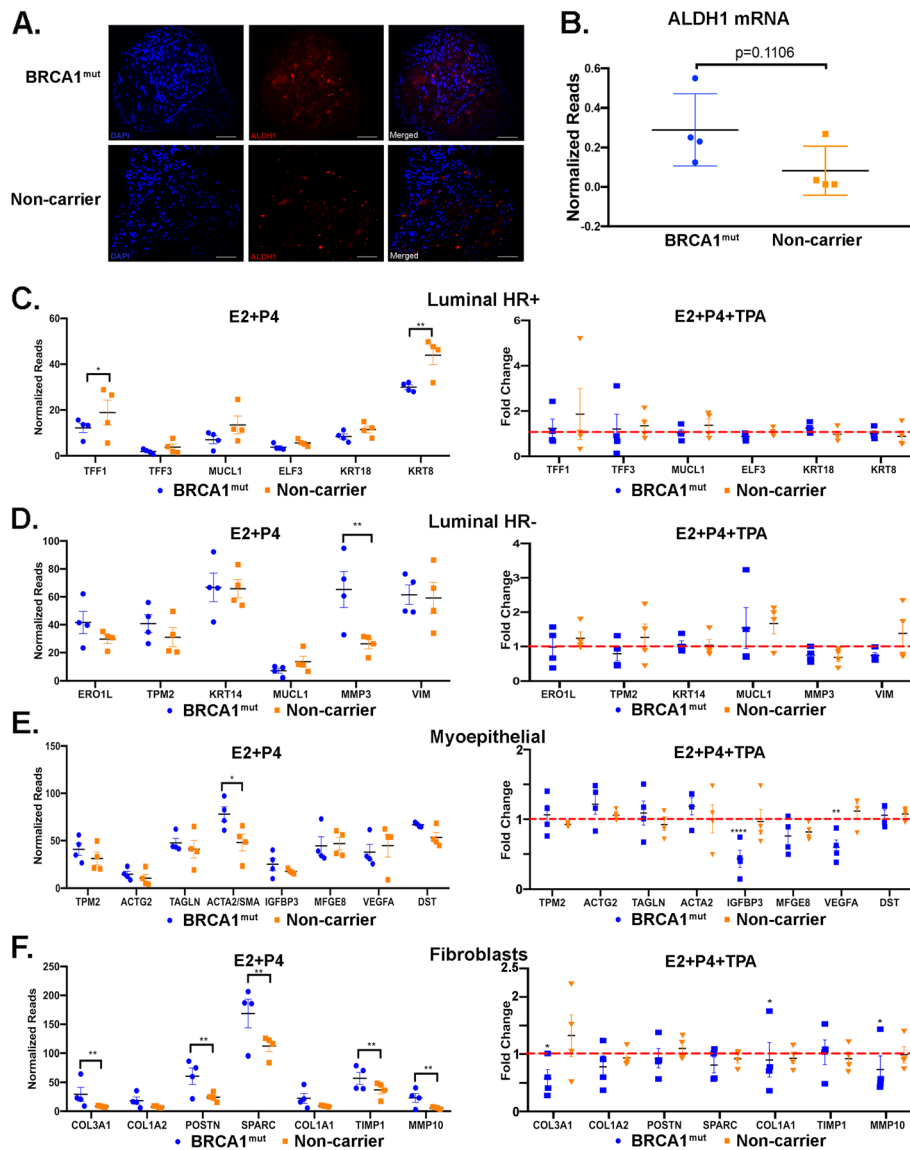 A.
BRCA1mut
DAPI
ALDH1
Merged
Non-carrier
DAPI
ALDH1
Merged
B.
ALDH1 mRNA
p=0.1106
Normalized Reads
0.6
0.4
0.2
0.0
-0.2
BRCA1mut Non-carrier
C.
Luminal HR+
E2+P4
Normalized Reads
60
40
20
0
*
**
TFF1 TFF3 MUCL1 ELF3 KRT18 KRT8
BRCA1mut Non-carrier
E2+P4+TPA
Fold Change
6
4
2
0
TFF1 TFF3 MUCL1 ELF3 KRT18 KRT8
BRCA1mut Non-carrier
D.
Luminal HR-
E2+P4
Normalized Reads
100
80
60
40
20
0
**
ERO1L TPM2 KRT14 MUCL1 MMP3 VIM
BRCA1mut Non-carrier
E2+P4+TPA
Fold Change
4
3
2
1
0
ERO1L TPM2 KRT14 MUCL1 MMP3 VIM
BRCA1mut Non-carrier
E.
Myoepithelial
E2+P4
Normalized Reads
150
100
50
0
*
TPM2 ACTG2 TAGLN ACTA2/SMA IGFBP3 MFGE8 VEGFA DST
BRCA1mut Non-carrier
E2+P4+TPA
Fold Change
2
1
1
0
****
**
TPM2 ACTG2 TAGLN ACTA2 IGFBP3 MFGE8 VEGFA DST
BRCA1mut Non-carrier
F.
Fibroblasts
E2+P4
Normalized Reads
250
200
150
100
50
0
**
**
**
**
**
COL3A1 COL1A2 POSTN SPARC COL1A1 TIMP1 MMP10
BRCA1mut Non-carrier
E2+P4+TPA
Fold Change
2.5
2
1
1
0
*
*
*
COL3A1 COL1A2 POSTN SPARC COL1A1 TIMP1 MMP10
BRCA1mut Non-carrier